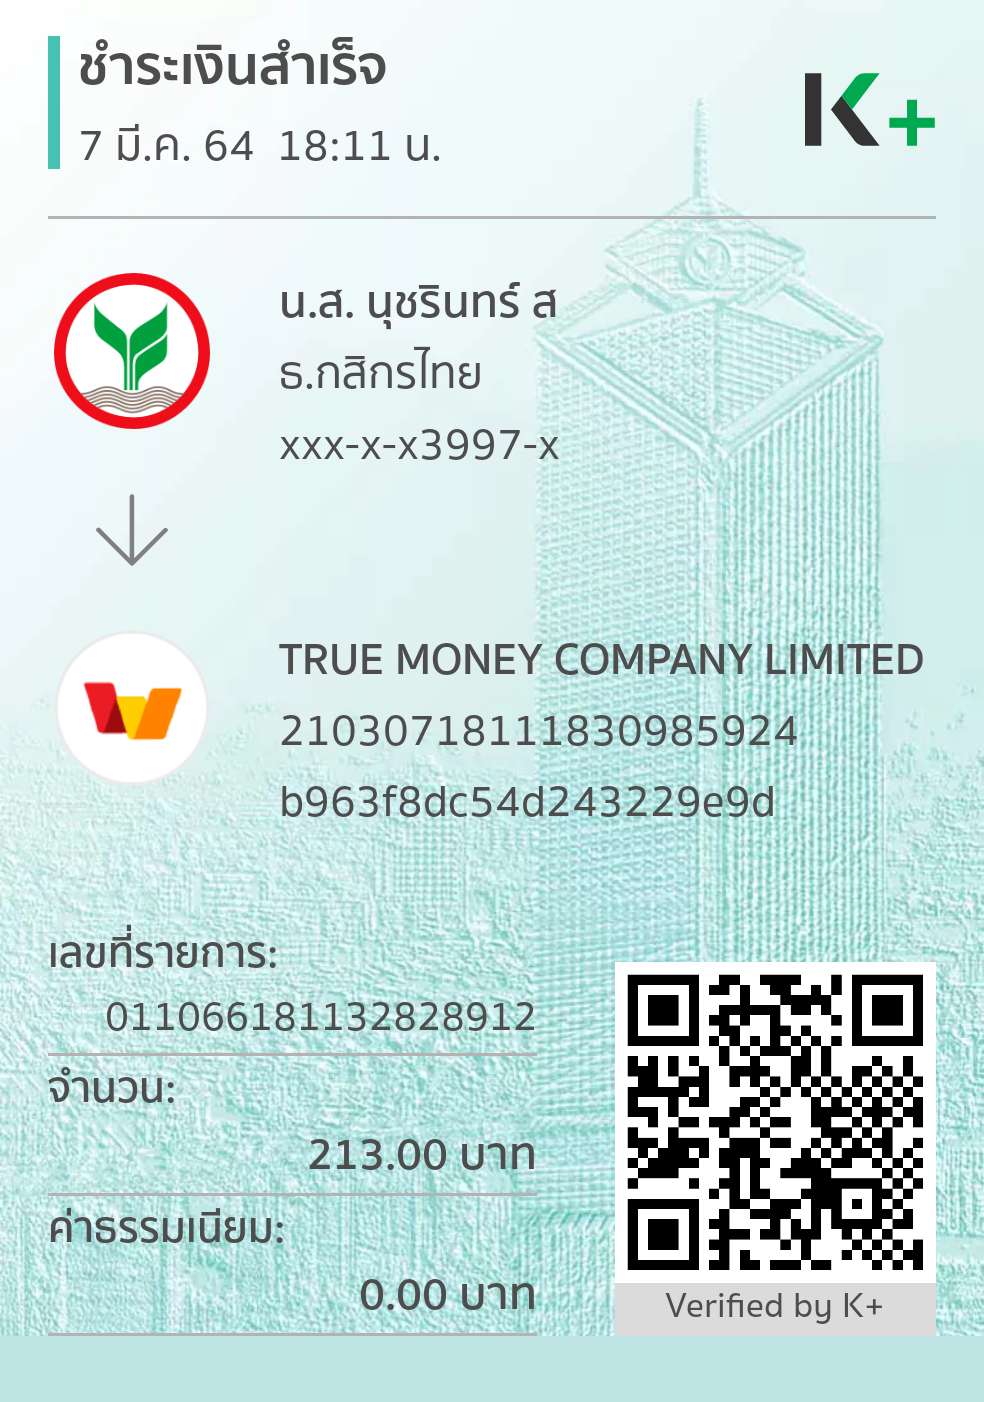 ชำระเงินสำเร็จ
7 มี.ค. 64 18:11 น.
K+
น.ส. นุชรินทร์ ส
ธ.กสิกรไทย
xxx-x-x3997-x
TRUE MONEY COMPANY LIMITED
21030718111830985924
b963f8dc54d243229e9d
เลขที่รายการ:
011066181132828912
จำนวน:
213.00 บาท
ค่าธรรมเนียม:
0.00 บาท
Verified by K+